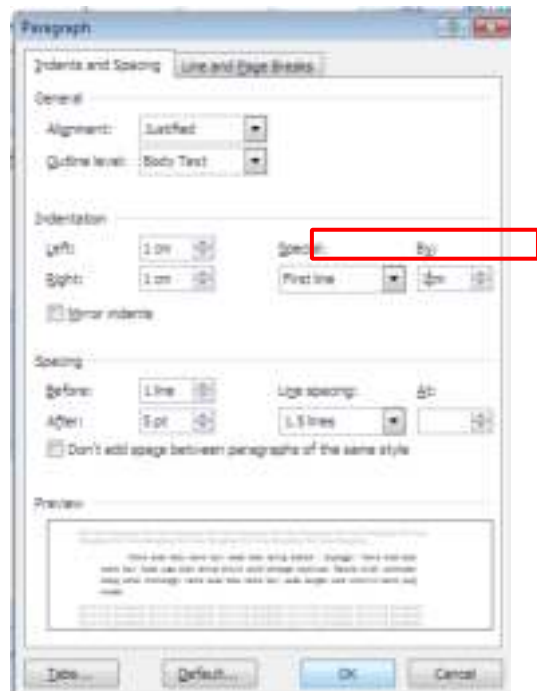 Paragraph
Indents and Spacing Line and Page Breaks
General
Alignment: Justified
Outline level: Body Text
Indentation
Left: 1 cm Special: By:
Right: 1 cm First line
Mirror indents
Spacing
Before: 1 line Line spacing: At:
After: 5 pt 1.5 lines
Don't add space between paragraphs of the same style
Preview
Tabs... Default... OK Cancel